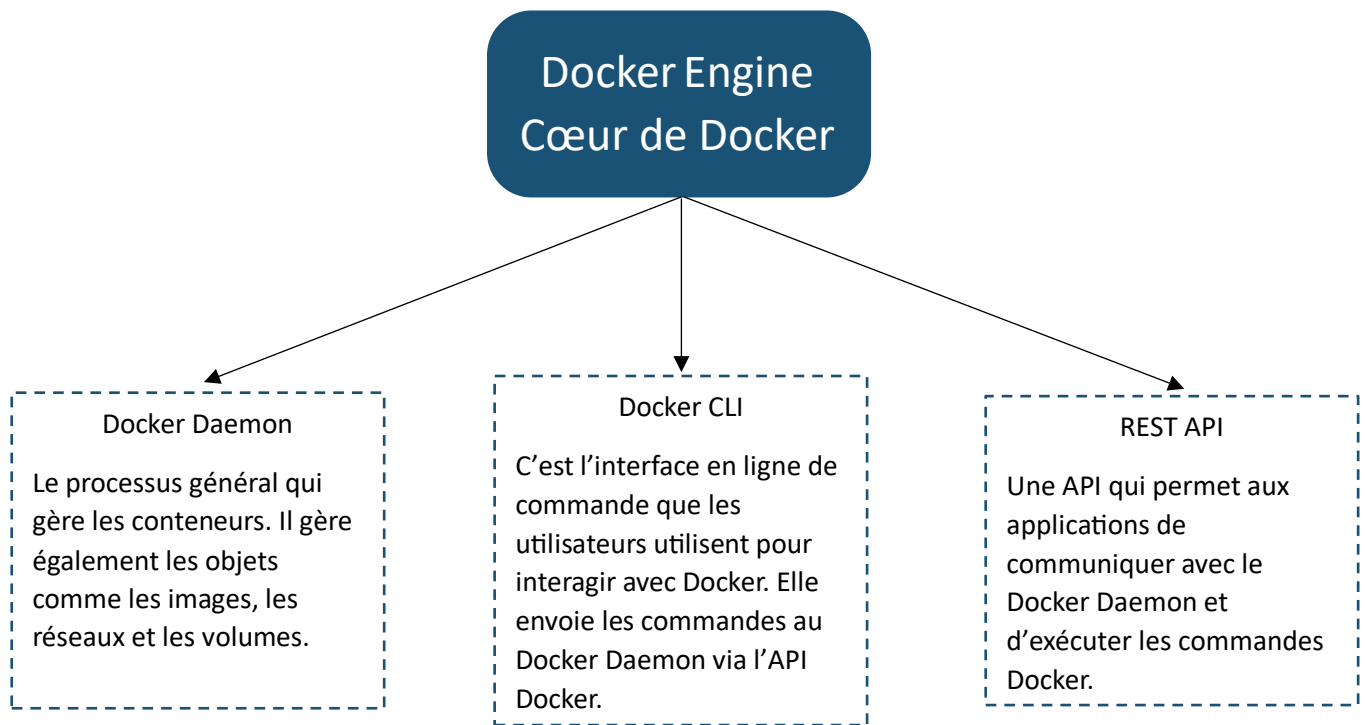 Docker Engine
Cœur de Docker
Docker Daemon
Le processus général qui
gère les conteneurs. Il gère
également les objets
comme les images, les
réseaux et les volumes.
Docker CLI
C’est l’interface en ligne de
commande que les
utilisateurs utilisent pour
interagir avec Docker. Elle
envoie les commandes au
Docker Daemon via l’API
Docker.
REST API
Une API qui permet aux
applications de
communiquer avec le
Docker Daemon et
d’exécuter les commandes
Docker.